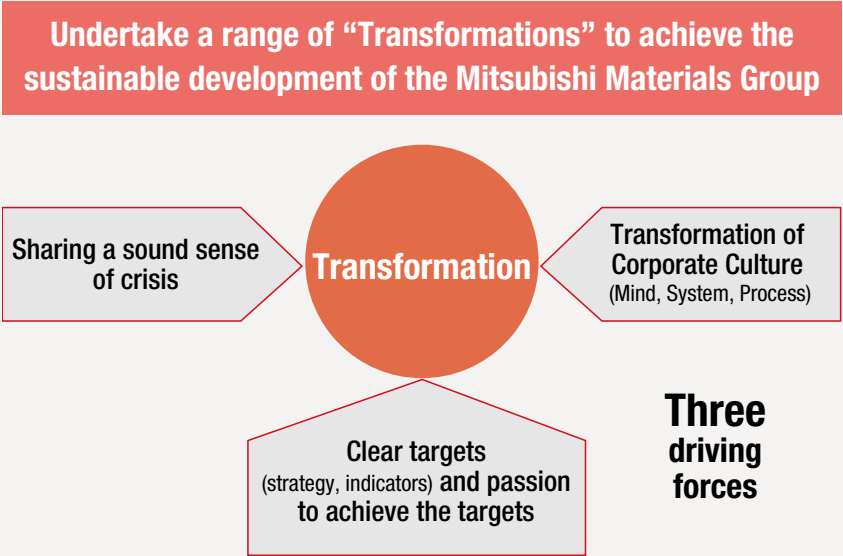 Undertake a range of “Transformations” to achieve the
sustainable development of the Mitsubishi Materials Group
Sharing a sound sense
of crisis
Transformation
Transformation of
Corporate Culture
(Mind, System, Process)
Clear targets
(strategy, indicators) and passion
to achieve the targets
Three
driving
forces